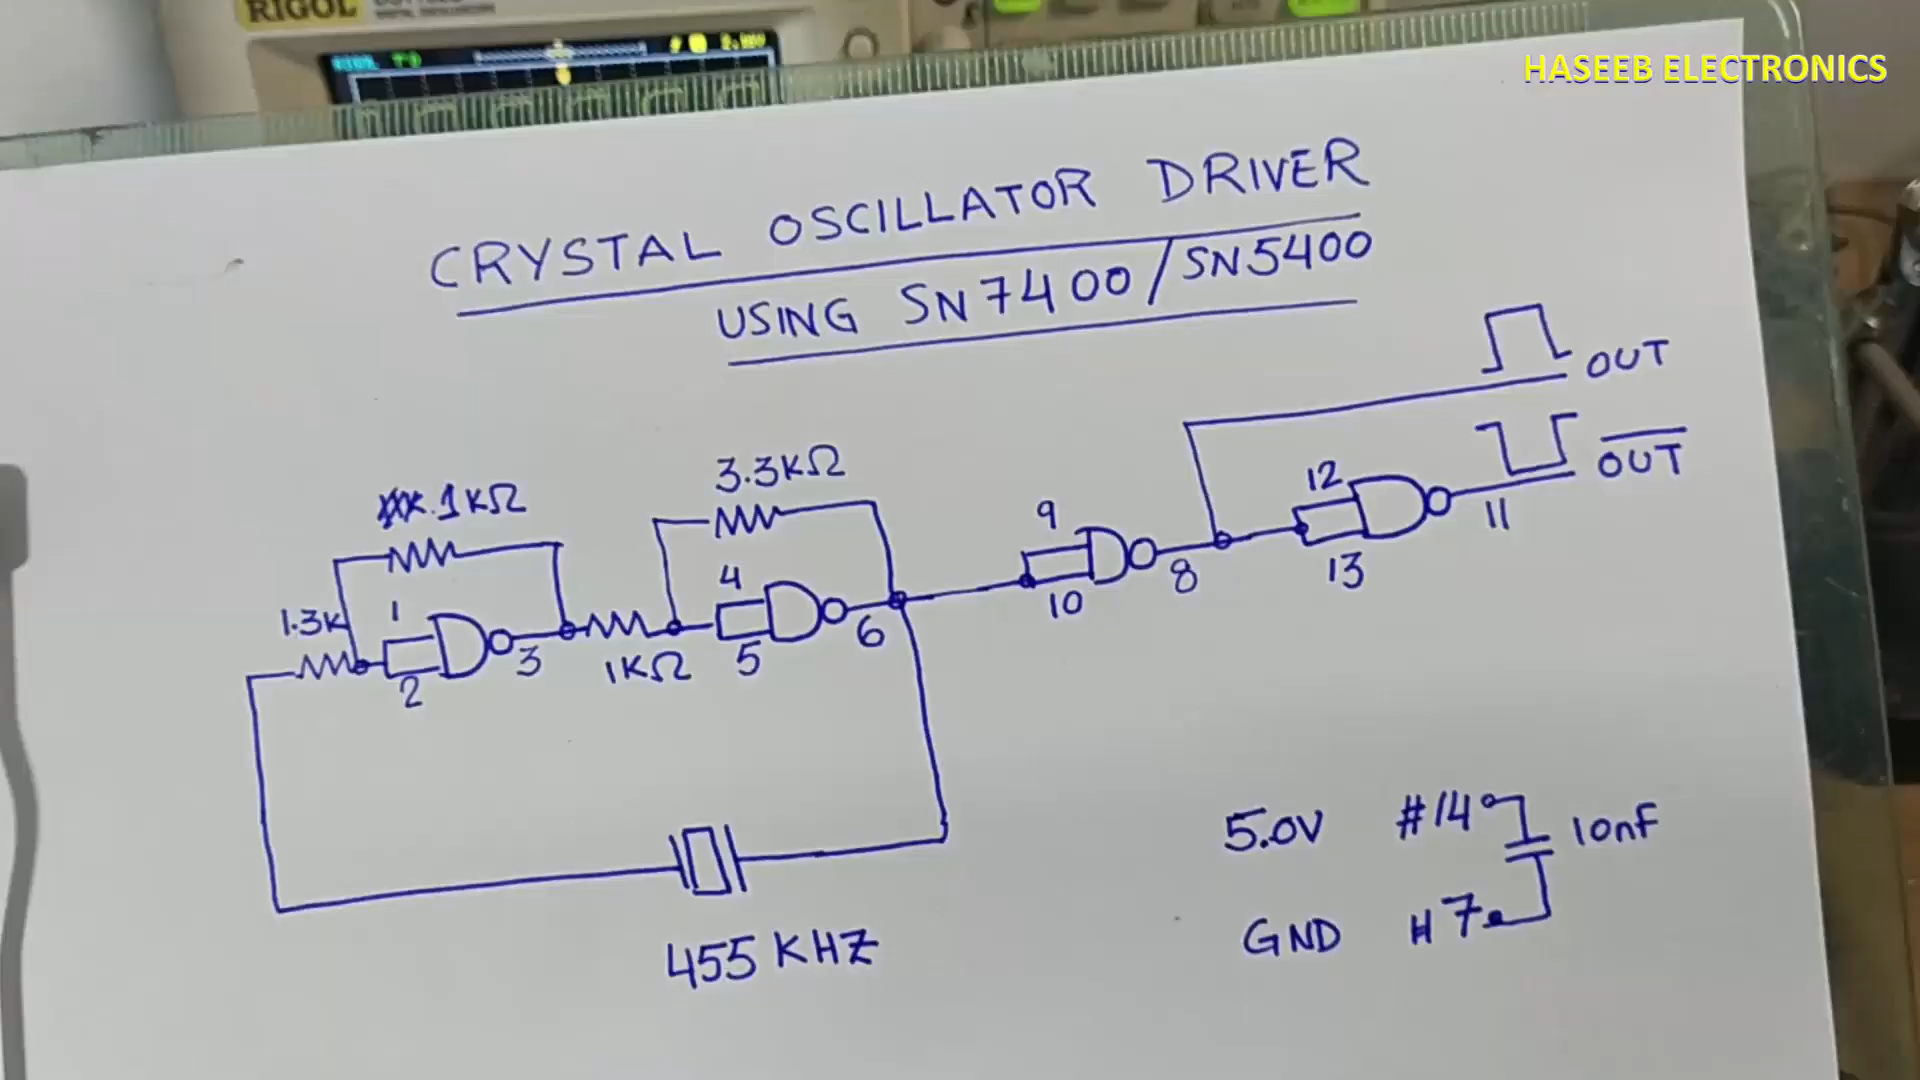 RIGOL
HASEEB ELECTRONICS
CRYSTAL OSCILLATOR DRIVER
USING SN7400/SN5400
OUT
OUT
3.3KΩ
1KΩ
1.3K
1
2
3
1KΩ
4
5
6
9
10
8
12
13
11
455 KHZ
5.0V #14 10nF
GND #7